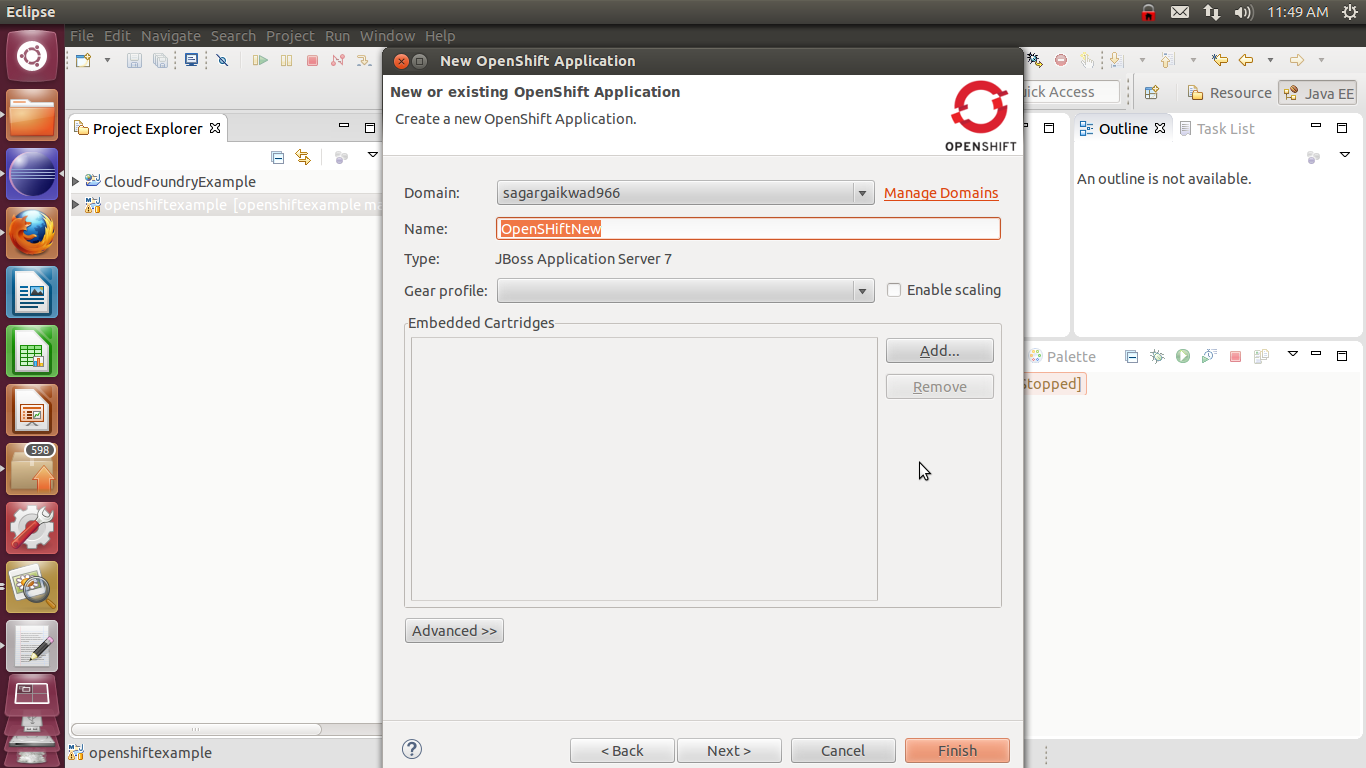 Eclipse
11:49 AM
File Edit Navigate Search Project Run Window Help
New OpenShift Application
New or existing OpenShift Application
Create a new OpenShift Application.
OPENSHIFT
Access
Resource
Java EE
Project Explorer
Outline
Task List
CloudFoundryExample
openshiftexample [openshiftexample
An outline is not available.
Domain:
sagargaikwad966
Manage Domains
Name:
OpenSHiftNew
Type:
JBoss Application Server 7
Gear profile:
Enable scaling
Embedded Cartridges
Add...
Remove
Palette
Stopped]
598
Advanced >>
openshiftexample
?
< Back
Next >
Cancel
Finish